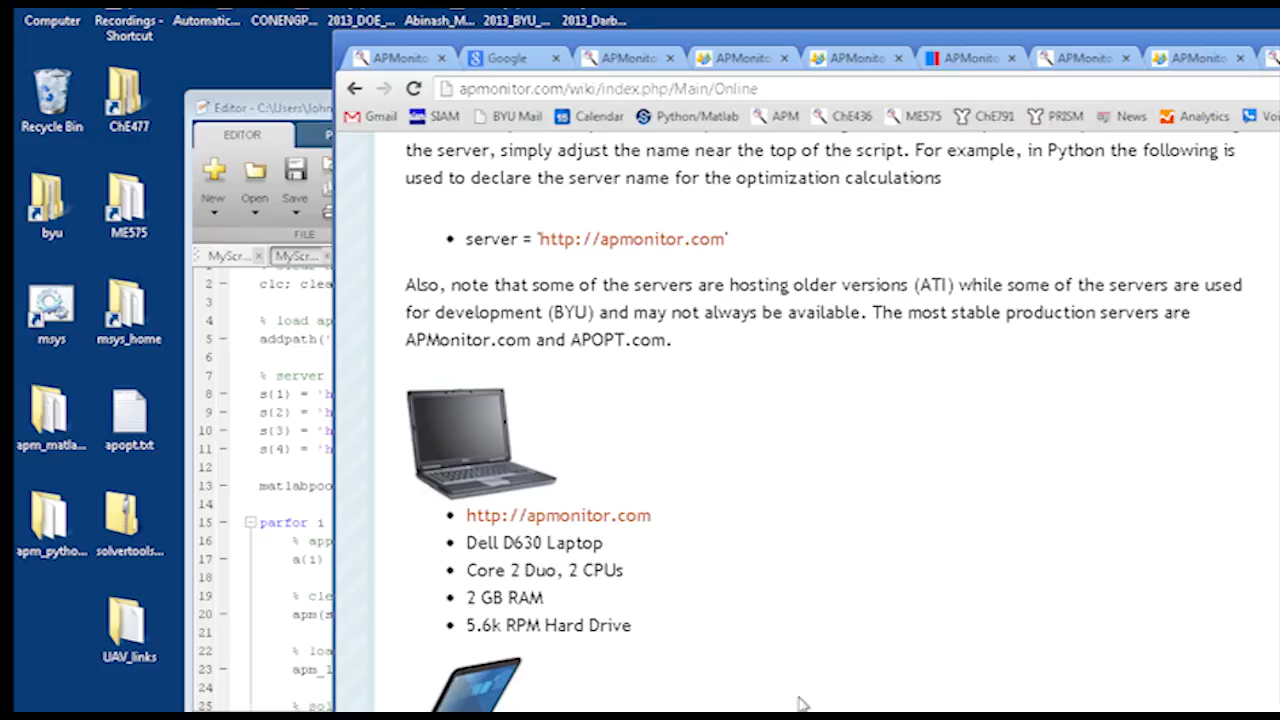 Computer
Recordings - Shortcut
Automatic...
CONENGP...
2013_DOE_...
Abinash_M...
2013_BYU_...
2013_Darb...
Recycle Bin
ChE477
byu
ME575
msys
msys_home
apm_matla...
apopt.txt
apm_pytho...
solvertools...
UAV_links
Editor - C:\Users\John
EDITOR
P
New
Open
Save
FILE
MyScr...
MyScr...
2
clc; clea
3
4
% load ap
5
addpath('
6
7
% server
8
s(1) = 'h
9
s(2) = 'h
10
s(3) = 'h
11
s(4) = 'h
12
13
matlabpoo
14
15
parfor i
16
% app
17
a(i)
18
19
% cle
20
apm(s
21
22
% loa
23
apm_l
24
25
% sol
APMonito
Google
APMonito
APMonito
APMonito
APMonito
APMonito
APMonito
apmonitor.com/wiki/index.php/Main/Online
Gmail
SIAM
BYU Mail
Calendar
Python/Matlab
APM
ChE436
ME575
ChE791
PRISM
News
Analytics
Voi
the server, simply adjust the name near the top of the script. For example, in Python the following is
used to declare the server name for the optimization calculations
• server = 'http://apmonitor.com'
Also, note that some of the servers are hosting older versions (ATI) while some of the servers are used
for development (BYU) and may not always be available. The most stable production servers are
APMonitor.com and APOPT.com.
• http://apmonitor.com
• Dell D630 Laptop
• Core 2 Duo, 2 CPUs
• 2 GB RAM
• 5.6k RPM Hard Drive